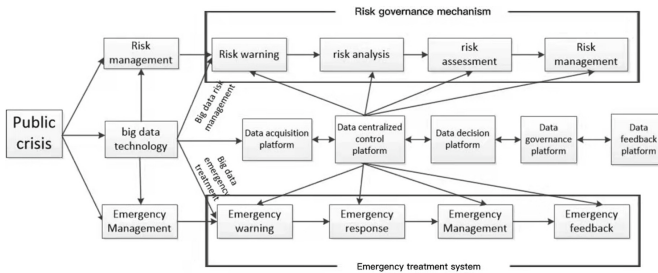 Risk governance mechanism
Risk
management
Risk warning
risk analysis
risk
assessment
Risk
management
Big data risk
management
Public
crisis
big data
technology
Data acquisition
platform
Data centralized
control
platform
Data decision
platform
Data
governance
platform
Data
feedback
platform
Big data
emergency
treatment
Emergency
Management
Emergency
warning
Emergency
response
Emergency
Management
Emergency
feedback
Emergency treatment system